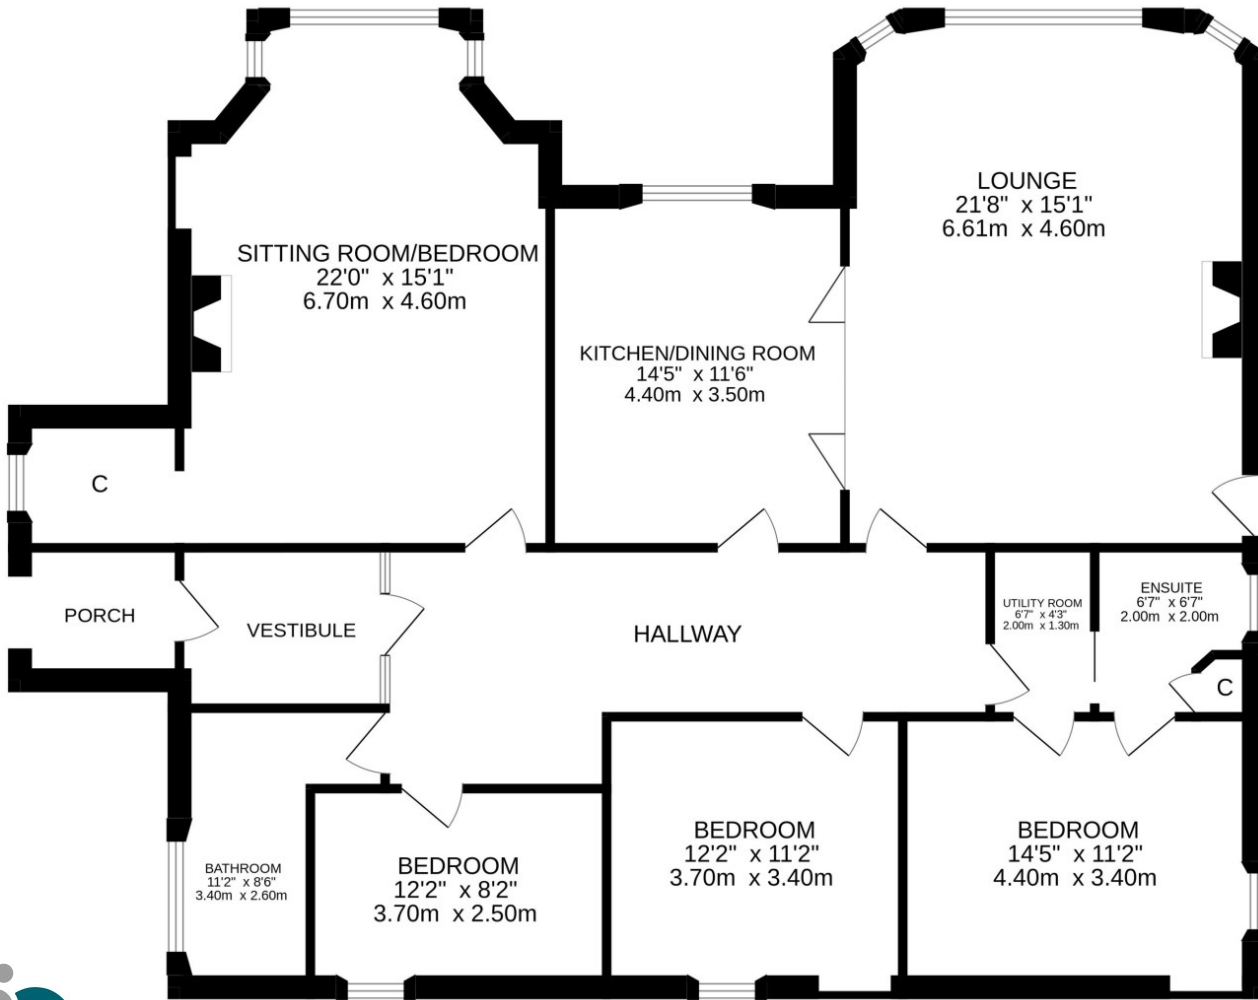 LOUNGE
21'8" x 15'1"
6.61m x 4.60m
SITTING ROOM/BEDROOM
22'0" x 15'1"
6.70m x 4.60m
KITCHEN/DINING ROOM
14'5" x 11'6"
4.40m x 3.50m
C
PORCH
VESTIBULE
HALLWAY
UTILITY ROOM
6'7" x 4'3"
2.00m x 1.30m
ENSUITE
6'7" x 6'7"
2.00m x 2.00m
C
BATHROOM
11'2" x 8'6"
3.40m x 2.60m
BEDROOM
12'2" x 8'2"
3.70m x 2.50m
BEDROOM
12'2" x 11'2"
3.70m x 3.40m
BEDROOM
14'5" x 11'2"
4.40m x 3.40m